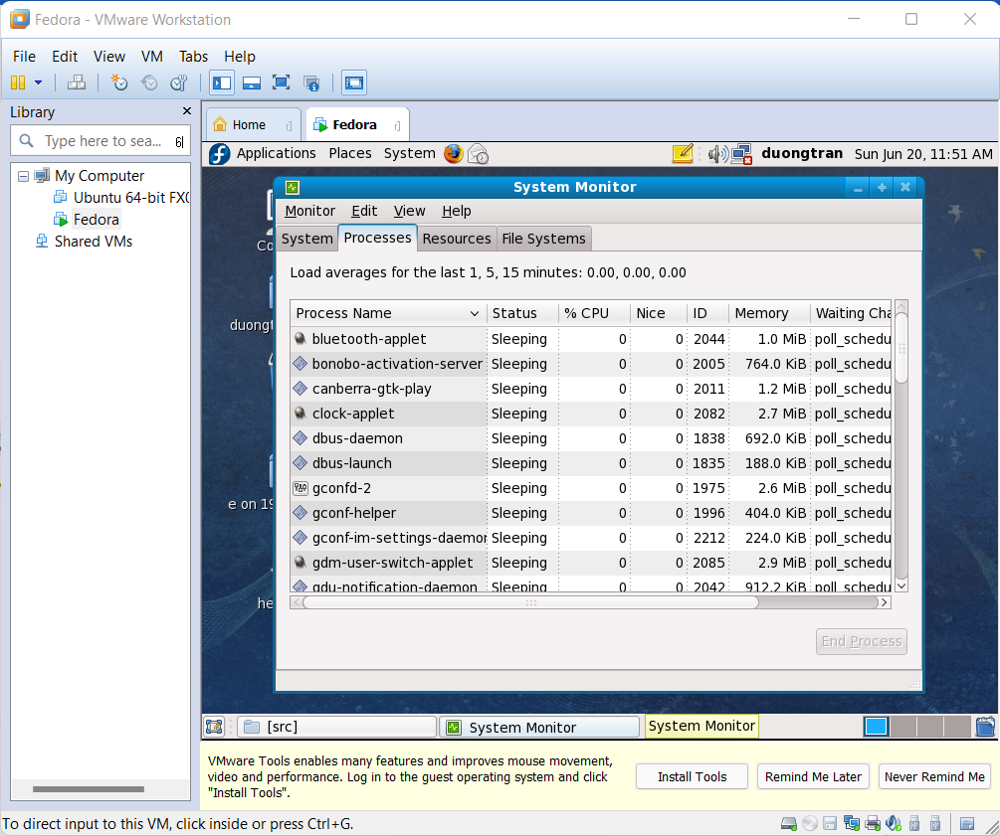 Fedora - VMware Workstation
File Edit View VM Tabs Help
Library
Type here to sea...
My Computer
Ubuntu 64-bit FX(
Fedora
Shared VMs
Home Fedora
Applications Places System duongtran Sun Jun 20, 11:51 AM
Co
duongt
e on 19
he
System Monitor
Monitor Edit View Help
System Processes Resources File Systems
Load averages for the last 1, 5, 15 minutes: 0.00, 0.00, 0.00
Process Name Status % CPU Nice ID Memory Waiting Cha
bluetooth-applet Sleeping 0 0 2044 1.0 MiB poll_schedu
bonobo-activation-server Sleeping 0 0 2005 764.0 KiB poll_schedu
canberra-gtk-play Sleeping 0 0 2011 1.2 MiB poll_schedu
clock-applet Sleeping 0 0 2082 2.7 MiB poll_schedu
dbus-daemon Sleeping 0 0 1838 692.0 KiB poll_schedu
dbus-launch Sleeping 0 0 1835 188.0 KiB poll_schedu
gconfd-2 Sleeping 0 0 1975 2.6 MiB poll_schedu
gconf-helper Sleeping 0 0 1996 404.0 KiB poll_schedu
gconf-im-settings-daemon Sleeping 0 0 2212 224.0 KiB poll_schedu
gdm-user-switch-applet Sleeping 0 0 2085 2.9 MiB poll_schedu
gdu-notification-daemon Sleeping 0 0 2042 912.2 KiB poll_schedu
End Process
[src] System Monitor System Monitor
VMware Tools enables many features and improves mouse movement,
video and performance. Log in to the guest operating system and click
"Install Tools".
Install Tools Remind Me Later Never Remind Me
To direct input to this VM, click inside or press Ctrl+G.